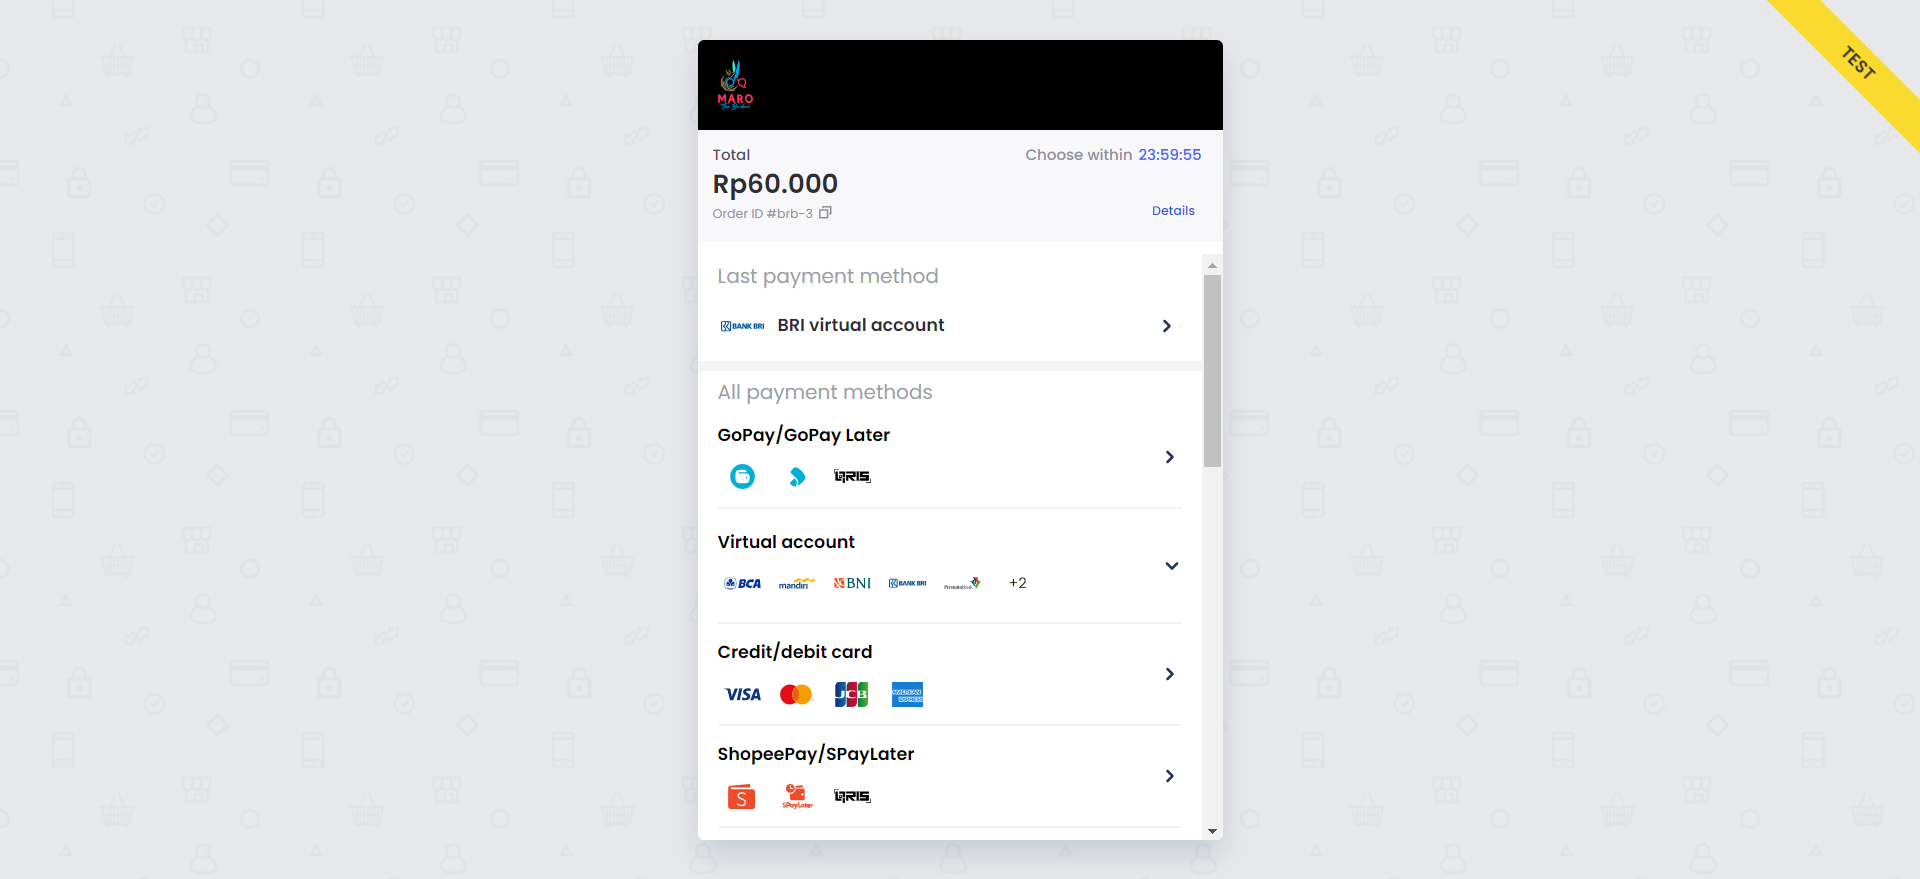 TEST
MARO
The Barber
Total
Choose within 23:59:55
Rp60.000
Order ID #brb-3
Details
Last payment method
BANK BRI BRI virtual account
All payment methods
GoPay/GoPay Later
QRIS
Virtual account
BCA mandiri BNI BANK BRI PermataBank +2
Credit/debit card
VISA JCB AMERICAN EXPRESS
ShopeePay/SPayLater
S SPayLater QRIS